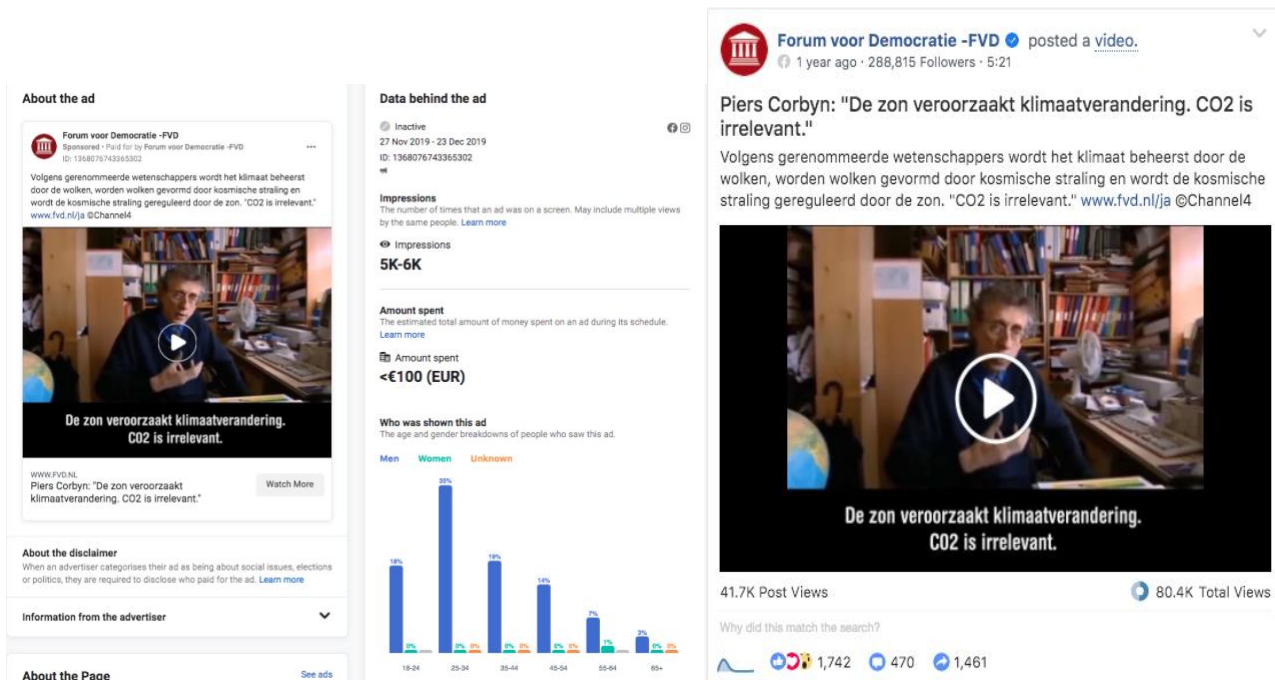 About the ad
Forum voor Democratie -FVD
Sponsored • Paid for by Forum voor Democratie -FVD
ID: 1368076743365302
Volgens gerenommeerde wetenschappers wordt het klimaat beheerst
door de wolken, worden wolken gevormd door kosmische straling en
wordt de kosmische straling gereguleerd door de zon. "CO2 is irrelevant."
www.fvd.nl/ja ©Channel4
De zon veroorzaakt klimaatverandering.
CO2 is irrelevant.
WWW.FVD.NL
Piers Corbyn: "De zon veroorzaakt
klimaatverandering. CO2 is irrelevant."
Watch More
About the disclaimer
When an advertiser categorises their ad as being about social issues, elections
or politics, they are required to disclose who paid for the ad. Learn more
Information from the advertiser
About the Page
See ads
Data behind the ad
Inactive
27 Nov 2019 - 23 Dec 2019
ID: 1368076743365302
Impressions
The number of times that an ad was on a screen. May include multiple views
by the same people. Learn more
Impressions
5K-6K
Amount spent
The estimated total amount of money spent on an ad during its schedule.
Learn more
Amount spent
<€100 (EUR)
Who was shown this ad
The age and gender breakdowns of people who saw this ad.
Men Women Unknown
18% 0%
35% 0% 0%
19% 0% 0%
14% 0% 0%
7% 1% 0%
3% 0% 0%
18-24 25-34 35-44 45-54 55-64 65+
Forum voor Democratie -FVD posted a video.
1 year ago · 288,815 Followers · 5:21
Piers Corbyn: "De zon veroorzaakt klimaatverandering. CO2 is
irrelevant."
Volgens gerenommeerde wetenschappers wordt het klimaat beheerst door de
wolken, worden wolken gevormd door kosmische straling en wordt de kosmische
straling gereguleerd door de zon. "CO2 is irrelevant." www.fvd.nl/ja ©Channel4
De zon veroorzaakt klimaatverandering.
CO2 is irrelevant.
41.7K Post Views
80.4K Total Views
Why did this match the search?
1,742 470 1,461